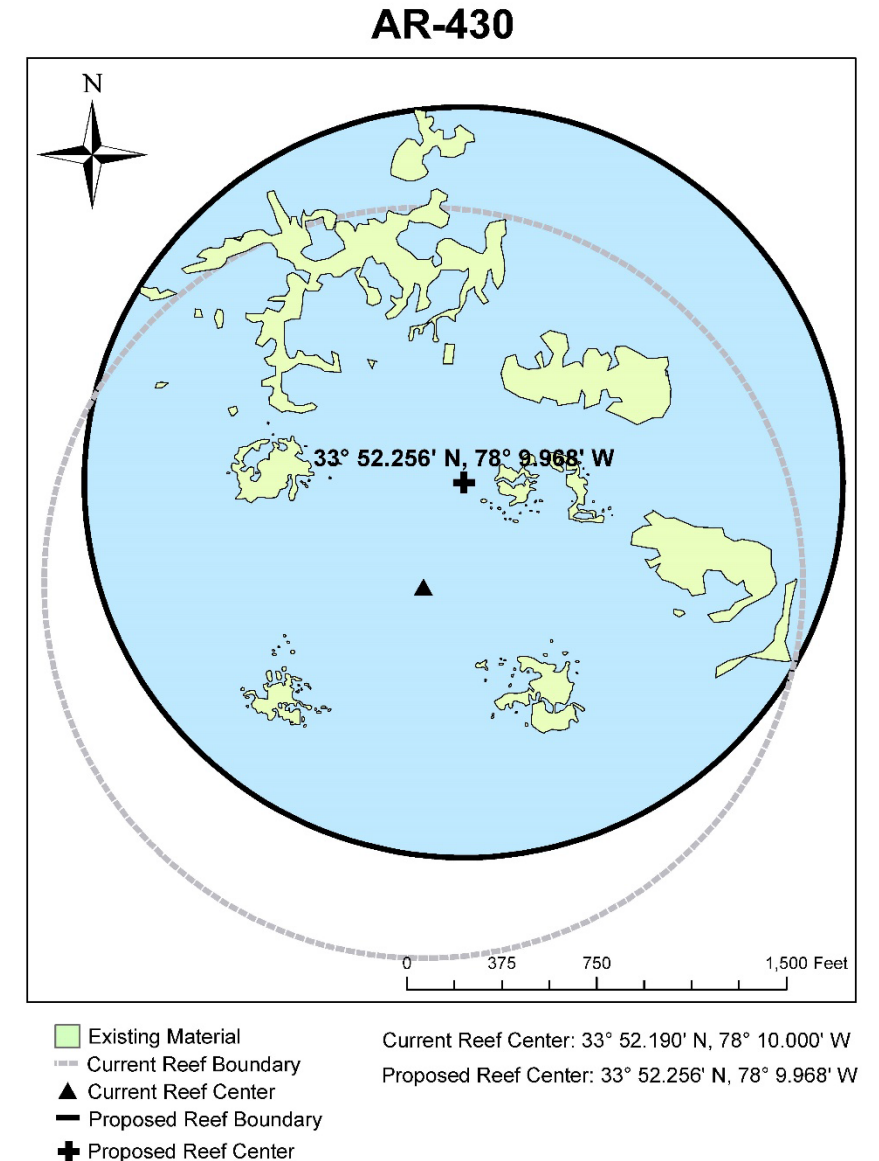 AR-430
N
33° 52.256' N, 78° 9.968' W
0 375 750 1,500 Feet
Existing Material
Current Reef Boundary
Current Reef Center
Proposed Reef Boundary
Proposed Reef Center
Current Reef Center: 33° 52.190' N, 78° 10.000' W
Proposed Reef Center: 33° 52.256' N, 78° 9.968' W